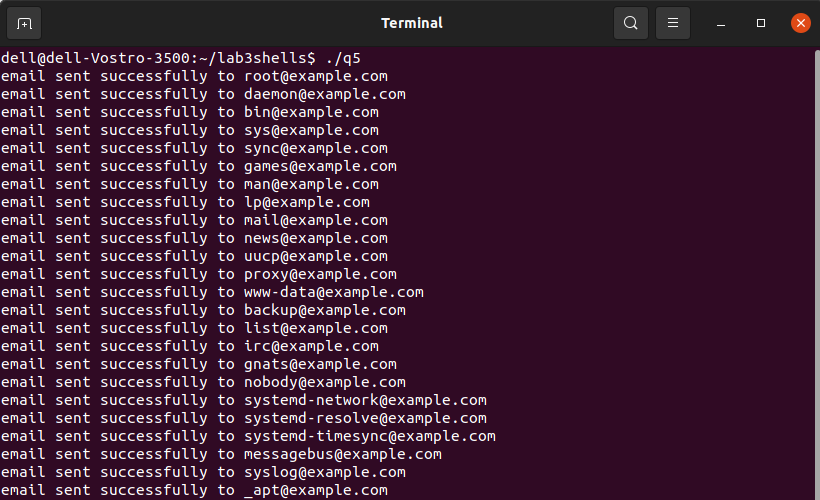 Terminal
dell@dell-Vostro-3500:~/lab3shells$ ./q5
email sent successfully to root@example.com
email sent successfully to daemon@example.com
email sent successfully to bin@example.com
email sent successfully to sys@example.com
email sent successfully to sync@example.com
email sent successfully to games@example.com
email sent successfully to man@example.com
email sent successfully to lp@example.com
email sent successfully to mail@example.com
email sent successfully to news@example.com
email sent successfully to uucp@example.com
email sent successfully to proxy@example.com
email sent successfully to www-data@example.com
email sent successfully to backup@example.com
email sent successfully to list@example.com
email sent successfully to irc@example.com
email sent successfully to gnats@example.com
email sent successfully to nobody@example.com
email sent successfully to systemd-network@example.com
email sent successfully to systemd-resolve@example.com
email sent successfully to systemd-timesync@example.com
email sent successfully to messagebus@example.com
email sent successfully to syslog@example.com
email sent successfully to _apt@example.com